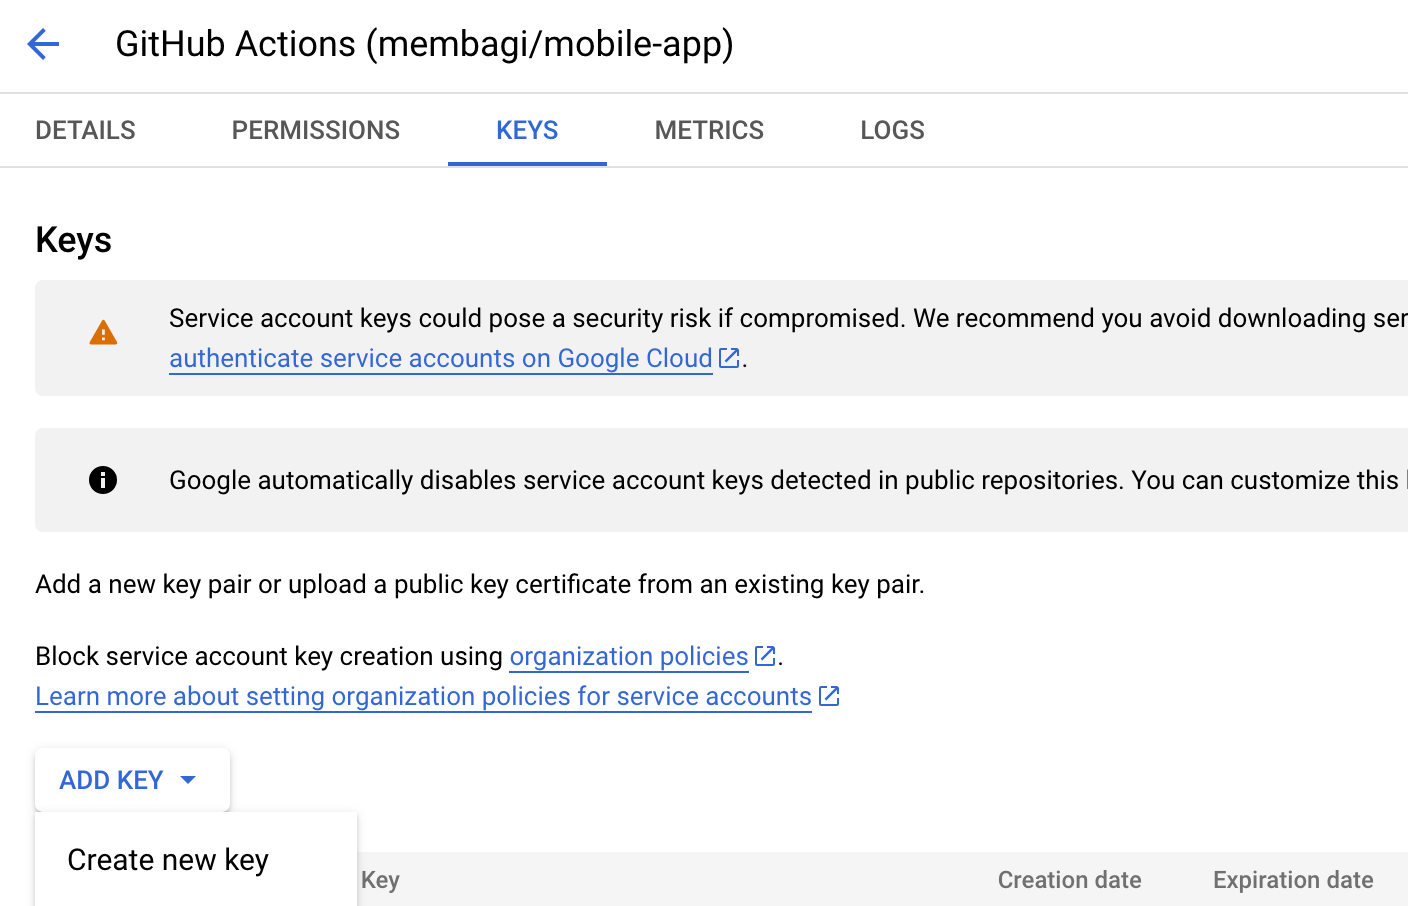 GitHub Actions (membagi/mobile-app)
DETAILS PERMISSIONS KEYS METRICS LOGS
Keys
Service account keys could pose a security risk if compromised. We recommend you avoid downloading ser
authenticate service accounts on Google Cloud.
Google automatically disables service account keys detected in public repositories. You can customize this
Add a new key pair or upload a public key certificate from an existing key pair.
Block service account key creation using organization policies.
Learn more about setting organization policies for service accounts
ADD KEY
Create new key
Key Creation date Expiration date